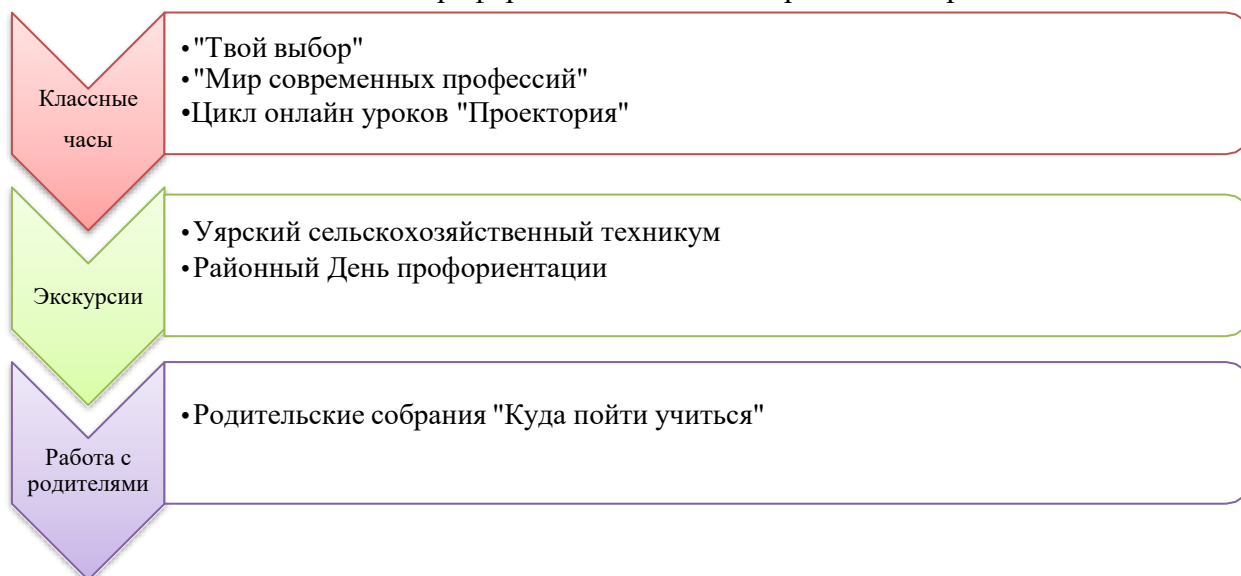 Классные
часы
•"Твой выбор"
•"Мир современных профессий"
•Цикл онлайн уроков "Проектория"
Экскурсии
•Уярский сельскохозяйственный техникум
•Районный День профориентации
Работа с
родителями
•Родительские собрания "Куда пойти учиться"